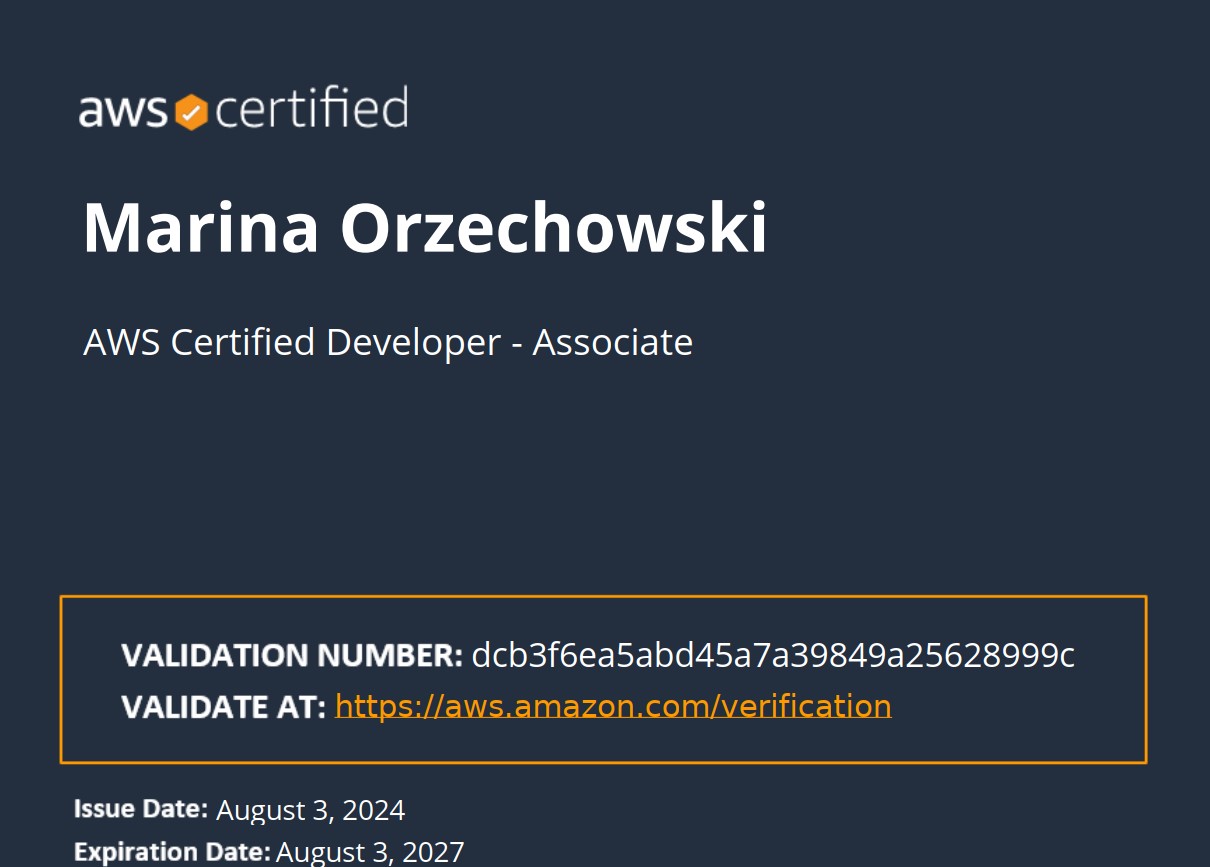 aws certified
Marina Orzechowski
AWS Certified Developer - Associate
VALIDATION NUMBER: dcb3f6ea5abd45a7a39849a25628999c
VALIDATE AT: https://aws.amazon.com/verification
Issue Date: August 3, 2024
Expiration Date: August 3, 2027